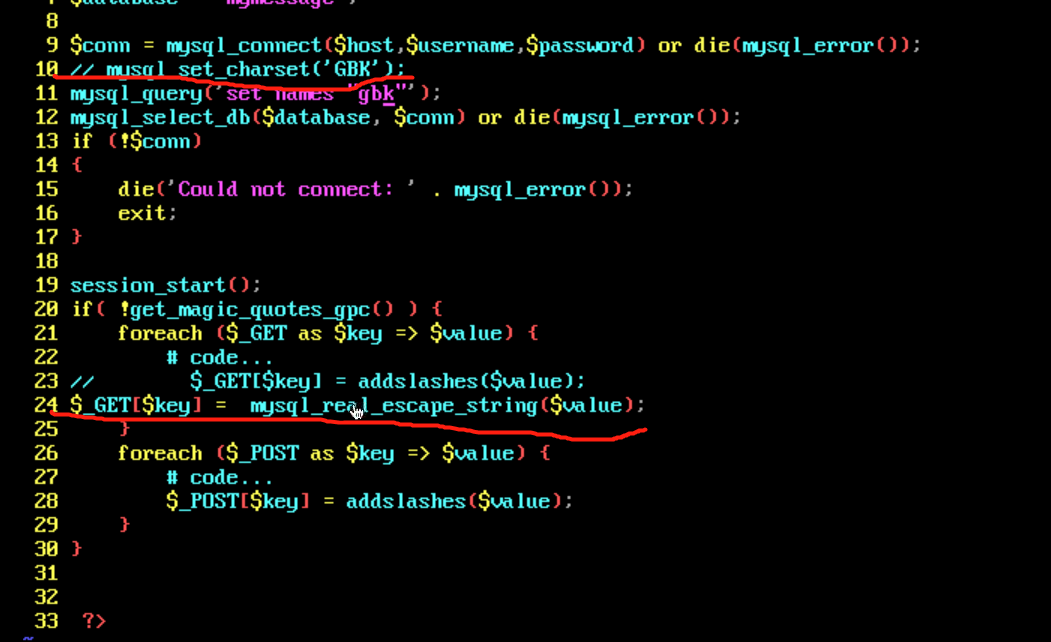 $database mymessage ;
8
9 $conn = mysql_connect($host,$username,$password) or die(mysql_error());
10 // mysql_set_charset('GBK');
11 mysql_query('set names "gbk"');
12 mysql_select_db($database, $conn) or die(mysql_error());
13 if (!$conn)
14 {
15     die('Could not connect: ' . mysql_error());
16     exit;
17 }
18
19 session_start();
20 if( !get_magic_quotes_gpc() ) {
21     foreach ($_GET as $key => $value) {
22         # code...
23 //        $_GET[$key] = addslashes($value);
24 $_GET[$key] =  mysql_real_escape_string($value);
25     }
26     foreach ($_POST as $key => $value) {
27         # code...
28         $_POST[$key] = addslashes($value);
29     }
30 }
31
32
33  ?>